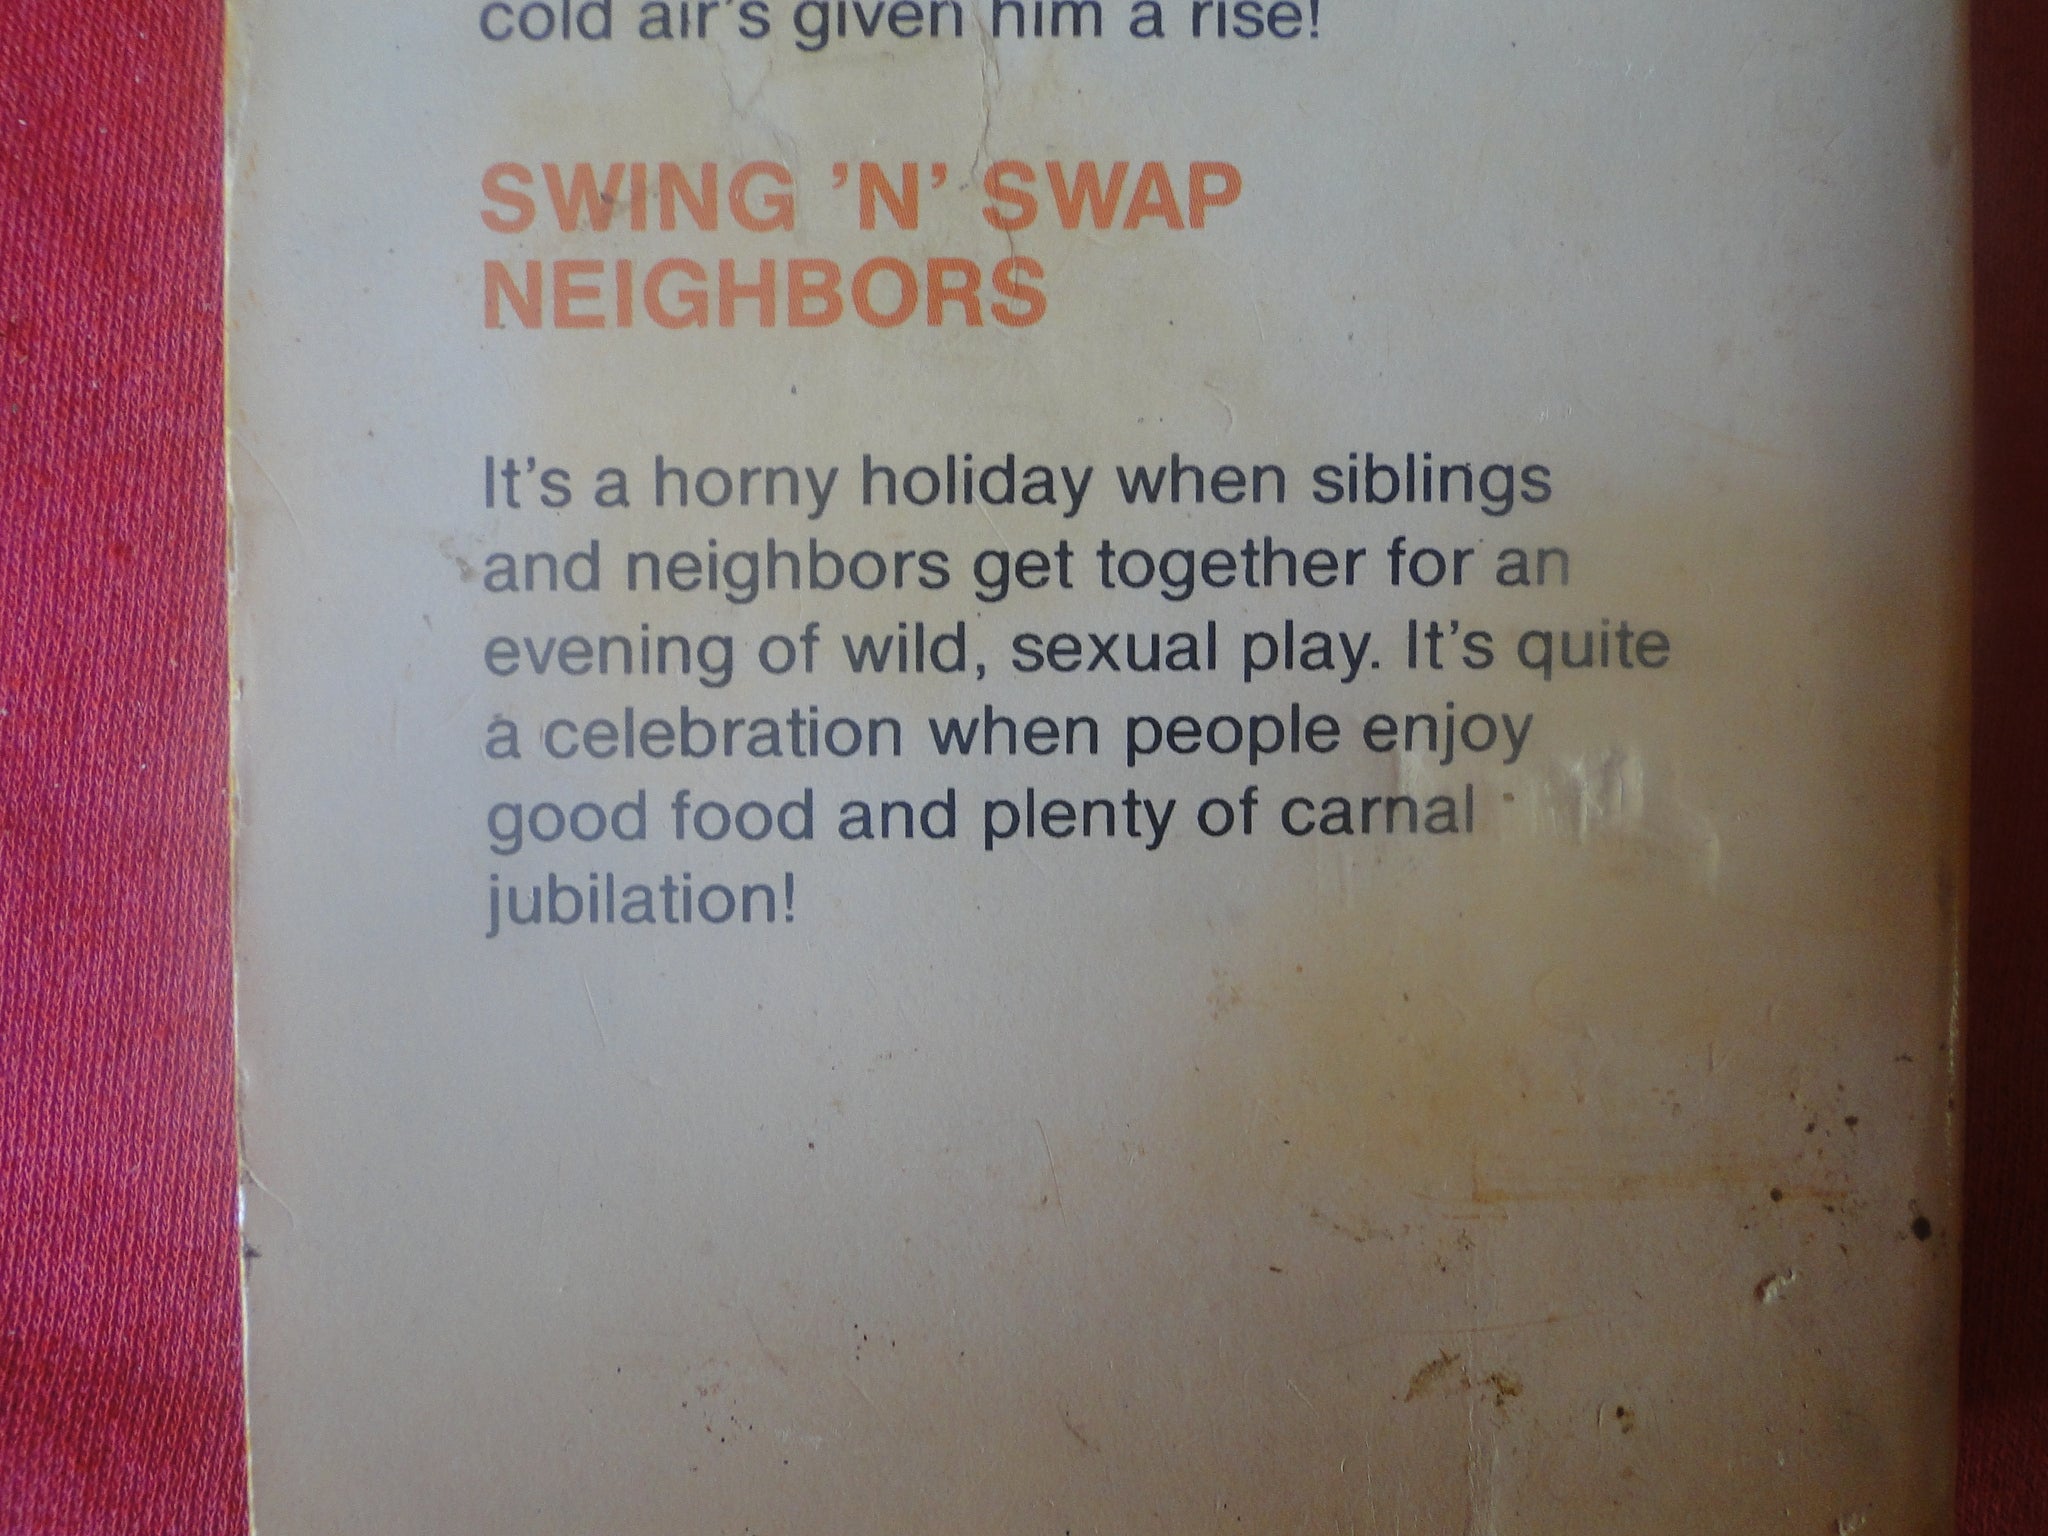 cold air's given him a rise!
SWING 'N' SWAP
NEIGHBORS
It's a horny holiday when siblings
and neighbors get together for an
evening of wild, sexual play. It's quite
a celebration when people enjoy
good food and plenty of carnal
jubilation!